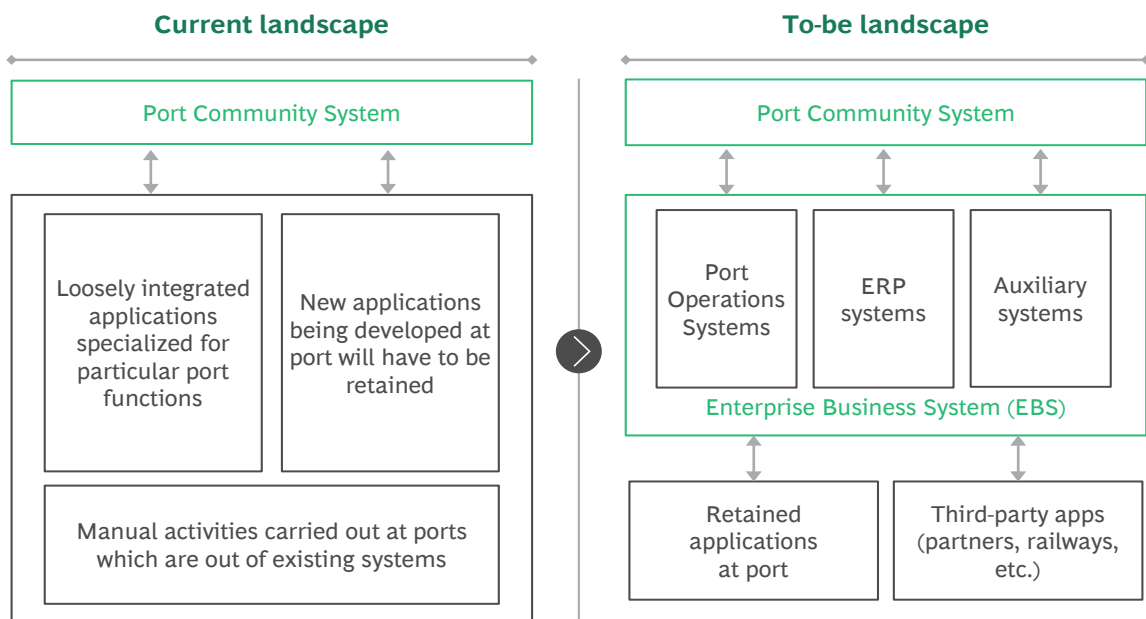 Current landscape
Port Community System
Loosely integrated
applications
specialized for
particular port
functions
New applications
being developed at
port will have to be
retained
Manual activities carried out at ports
which are out of existing systems
To-be landscape
Port Community System
Port
Operations
Systems
ERP
systems
Auxiliary
systems
Enterprise Business System (EBS)
Retained
applications
at port
Third-party apps
(partners, railways,
etc.)